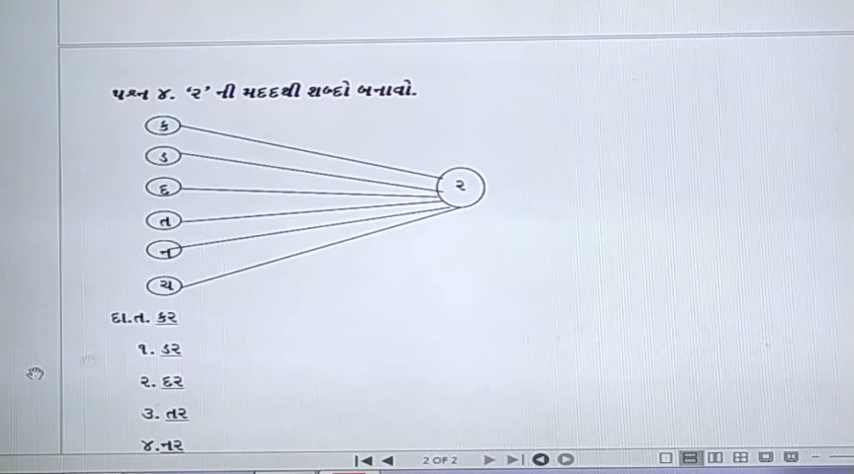 પ્રશ્ન ૪. ‘ર’ ની મદદથી શબ્દો બનાવો.
ક
ડ
દ
ર
ત
ન
ચ
દા.ત. કર
૧. ડર
૨. દર
૩. તર
૪.નર
2 OF 2